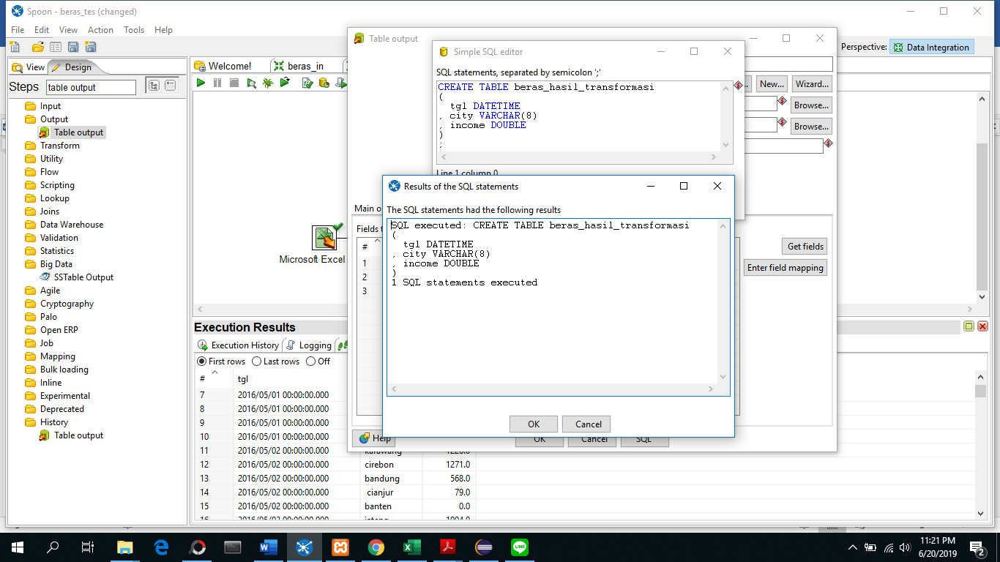 Spoon - beras_tes (changed)
File Edit View Action Tools Help
Perspective: Data Integration
View Design
Steps table output
Input
Output
Table output
Transform
Utility
Flow
Scripting
Lookup
Joins
Data Warehouse
Validation
Statistics
Big Data
SSTable Output
Agile
Cryptography
Palo
Open ERP
Job
Mapping
Bulk loading
Inline
Experimental
Deprecated
History
Table output
Welcome! beras_in
Microsoft Excel
Table output
New... Wizard...
Browse...
Browse...
Main o
Fields t
#
1
2
3
Get fields
Enter field mapping
Help OK Cancel SQL
Simple SQL editor
SQL statements, separated by semicolon ';'
CREATE TABLE beras_hasil_transformasi
(
tgl DATETIME
, city VARCHAR(8)
, income DOUBLE
)
;
Line 1 column 0
Results of the SQL statements
The SQL statements had the following results
SQL executed: CREATE TABLE beras_hasil_transformasi
(
tgl DATETIME
, city VARCHAR(8)
, income DOUBLE
)
1 SQL statements executed
OK Cancel
Execution Results
Execution History Logging
First rows Last rows Off
# tgl
7 2016/05/01 00:00:00.000
8 2016/05/01 00:00:00.000
9 2016/05/01 00:00:00.000
10 2016/05/01 00:00:00.000
11 2016/05/02 00:00:00.000 karawang
12 2016/05/02 00:00:00.000 cirebon 1271.0
13 2016/05/02 00:00:00.000 bandung 568.0
14 2016/05/02 00:00:00.000 cianjur 79.0
15 2016/05/02 00:00:00.000 banten 0.0
16 2016/05/02 00:00:00.000 jateng 1004.0
11:21 PM
6/20/2019
2